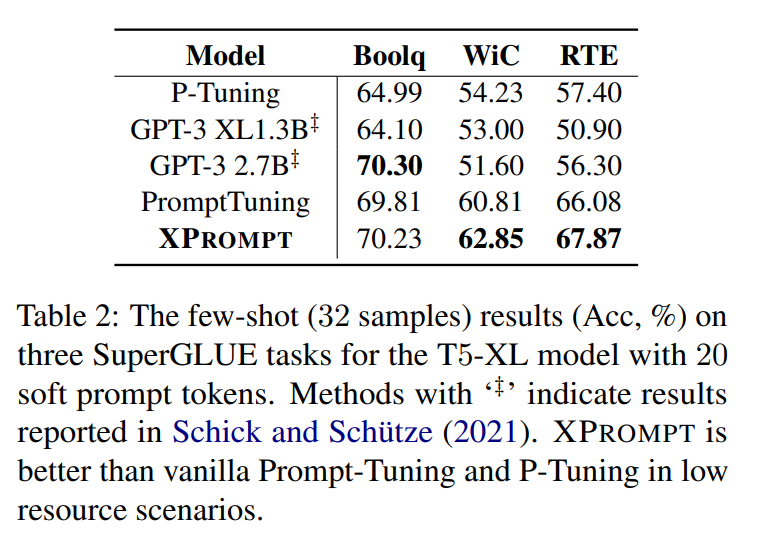 Model Boolq WiC RTE
P-Tuning 64.99 54.23 57.40
GPT-3 XL1.3B‡ 64.10 53.00 50.90
GPT-3 2.7B‡ 70.30 51.60 56.30
PromptTuning 69.81 60.81 66.08
XPROMPT 70.23 62.85 67.87
Table 2: The few-shot (32 samples) results (Acc, %) on
three SuperGLUE tasks for the T5-XL model with 20
soft prompt tokens. Methods with ‘‡’ indicate results
reported in Schick and Schütze (2021). XPROMPT is
better than vanilla Prompt-Tuning and P-Tuning in low
resource scenarios.